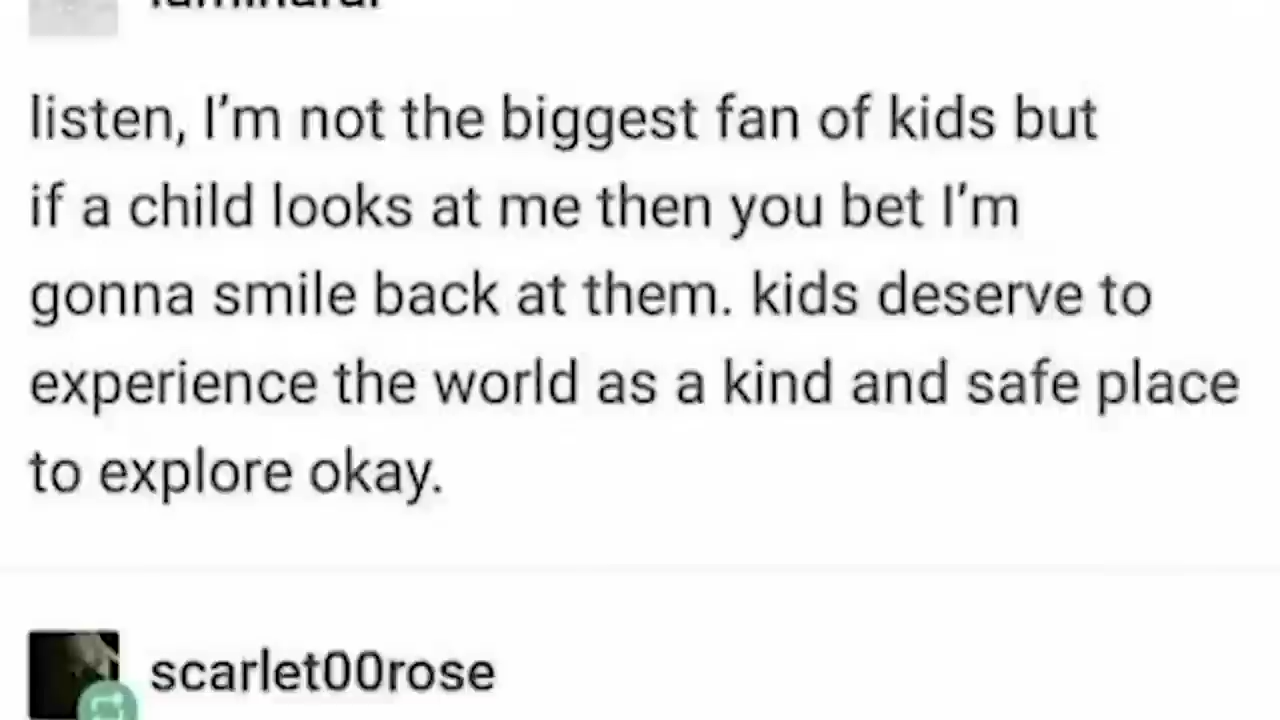 listen, I’m not the biggest fan of kids but
if a child looks at me then you bet I’m
gonna smile back at them. kids deserve to
experience the world as a kind and safe place
to explore okay.
scarlet00rose